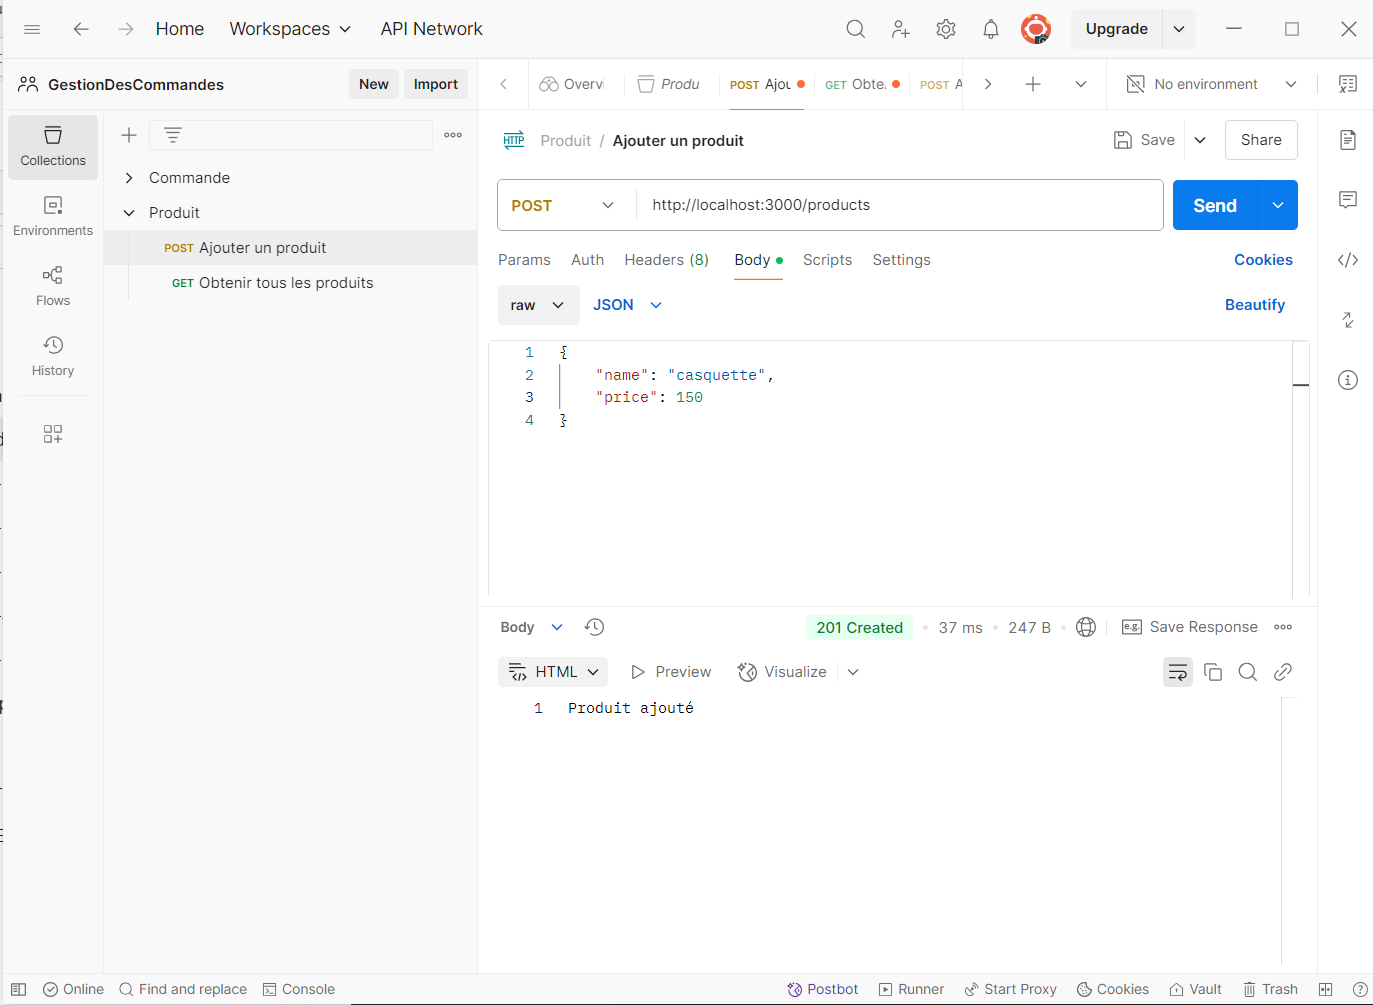 Home Workspaces API Network Upgrade
GestionDesCommandes New Import Overvi Produ POST Ajou GET Obte. POST A No environment
Collections
Environments
Flows
History
Commande
Produit
POST Ajouter un produit
GET Obtenir tous les produits
HTTP Produit / Ajouter un produit Save Share
POST http://localhost:3000/products Send
Params Auth Headers (8) Body Scripts Settings Cookies
raw JSON Beautify
1 {
2 "name": "casquette",
3 "price": 150
4 }
Body 201 Created 37 ms 247 B e.g. Save Response
HTML Preview Visualize
1 Produit ajouté
Online Find and replace Console Postbot Runner Start Proxy Cookies Vault Trash